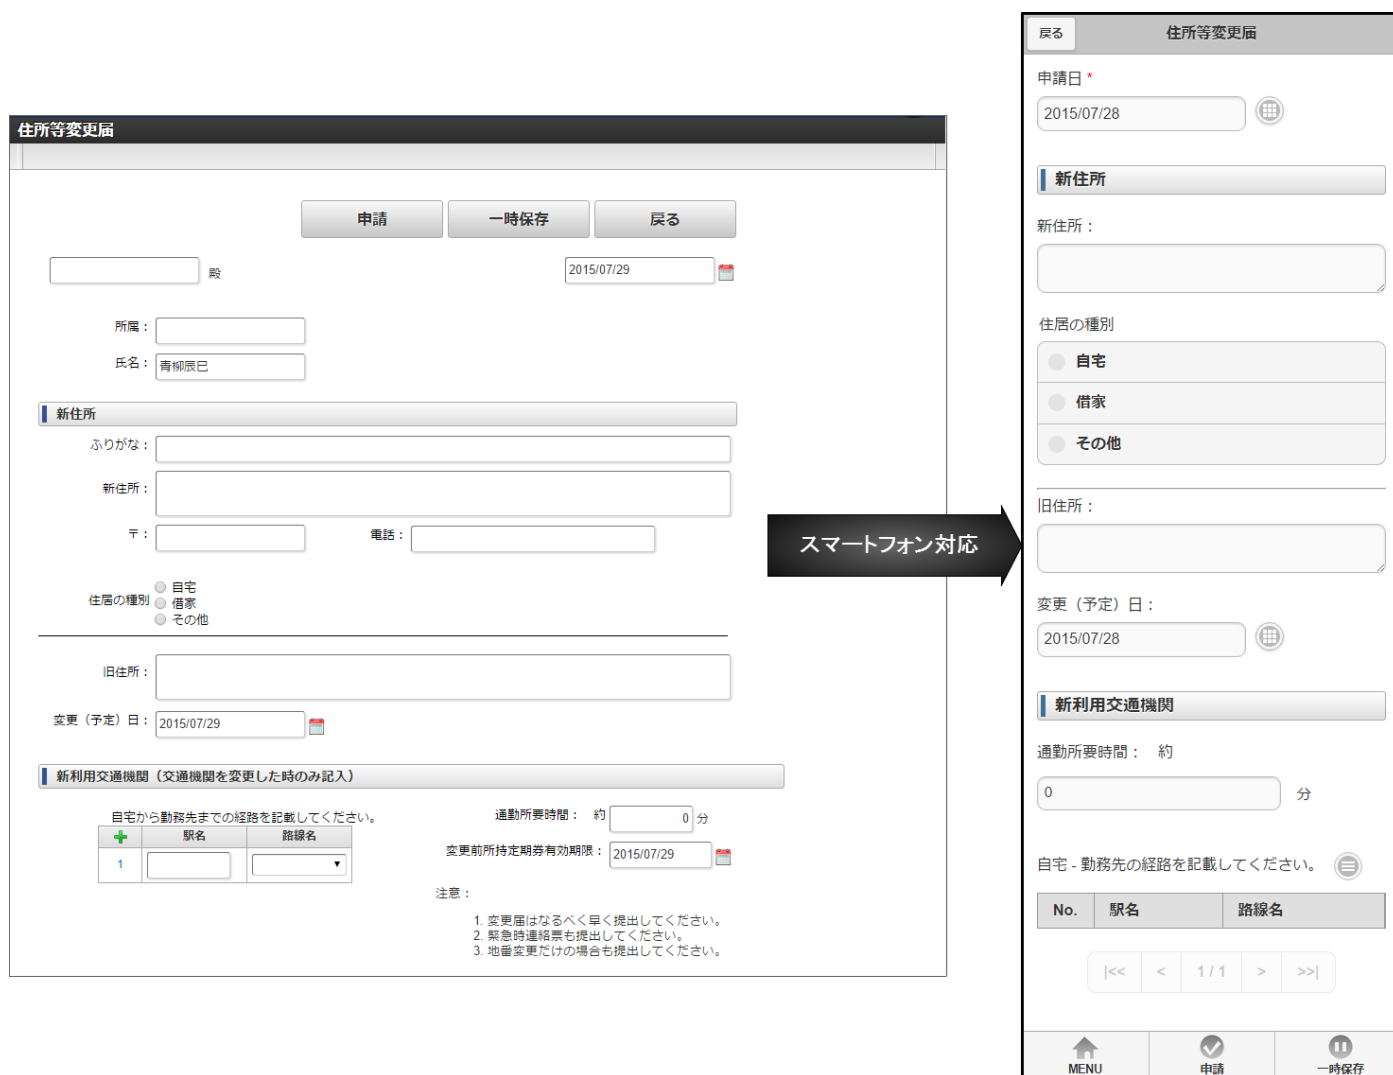 住所等変更届
申請 一時保存 戻る
殿 2015/07/29
所属：
氏名： 青柳辰巳
新住所
ふりがな：
新住所：
〒： 電話：
住居の種別
自宅
借家
その他
旧住所：
変更（予定）日： 2015/07/29
新利用交通機関（交通機関を変更した時のみ記入）
自宅から勤務先までの経路を記載してください。
駅名 路線名
1
通勤所要時間： 約 0 分
変更前所持定期券有効期限： 2015/07/29
注意：
1. 変更届はなるべく早く提出してください。
2. 緊急時連絡票も提出してください。
3. 地番変更だけの場合も提出してください。
スマートフォン対応
戻る 住所等変更届
申請日 *
2015/07/28
新住所
新住所：
住居の種別
自宅
借家
その他
旧住所：
変更（予定）日：
2015/07/28
新利用交通機関
通勤所要時間： 約
0 分
自宅 - 勤務先の経路を記載してください。
No. 駅名 路線名
|<< < 1 / 1 > >>|
MENU 申請 一時保存